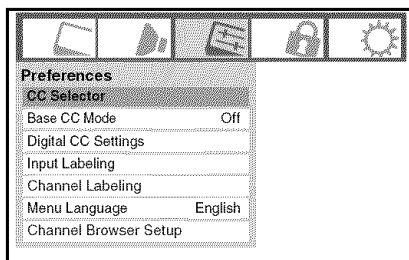 Preferences
CC Selector
Base CC Mode Off
Digital CC Settings
Input Labeling
Channel Labeling
Menu Language English
Channel Browser Setup